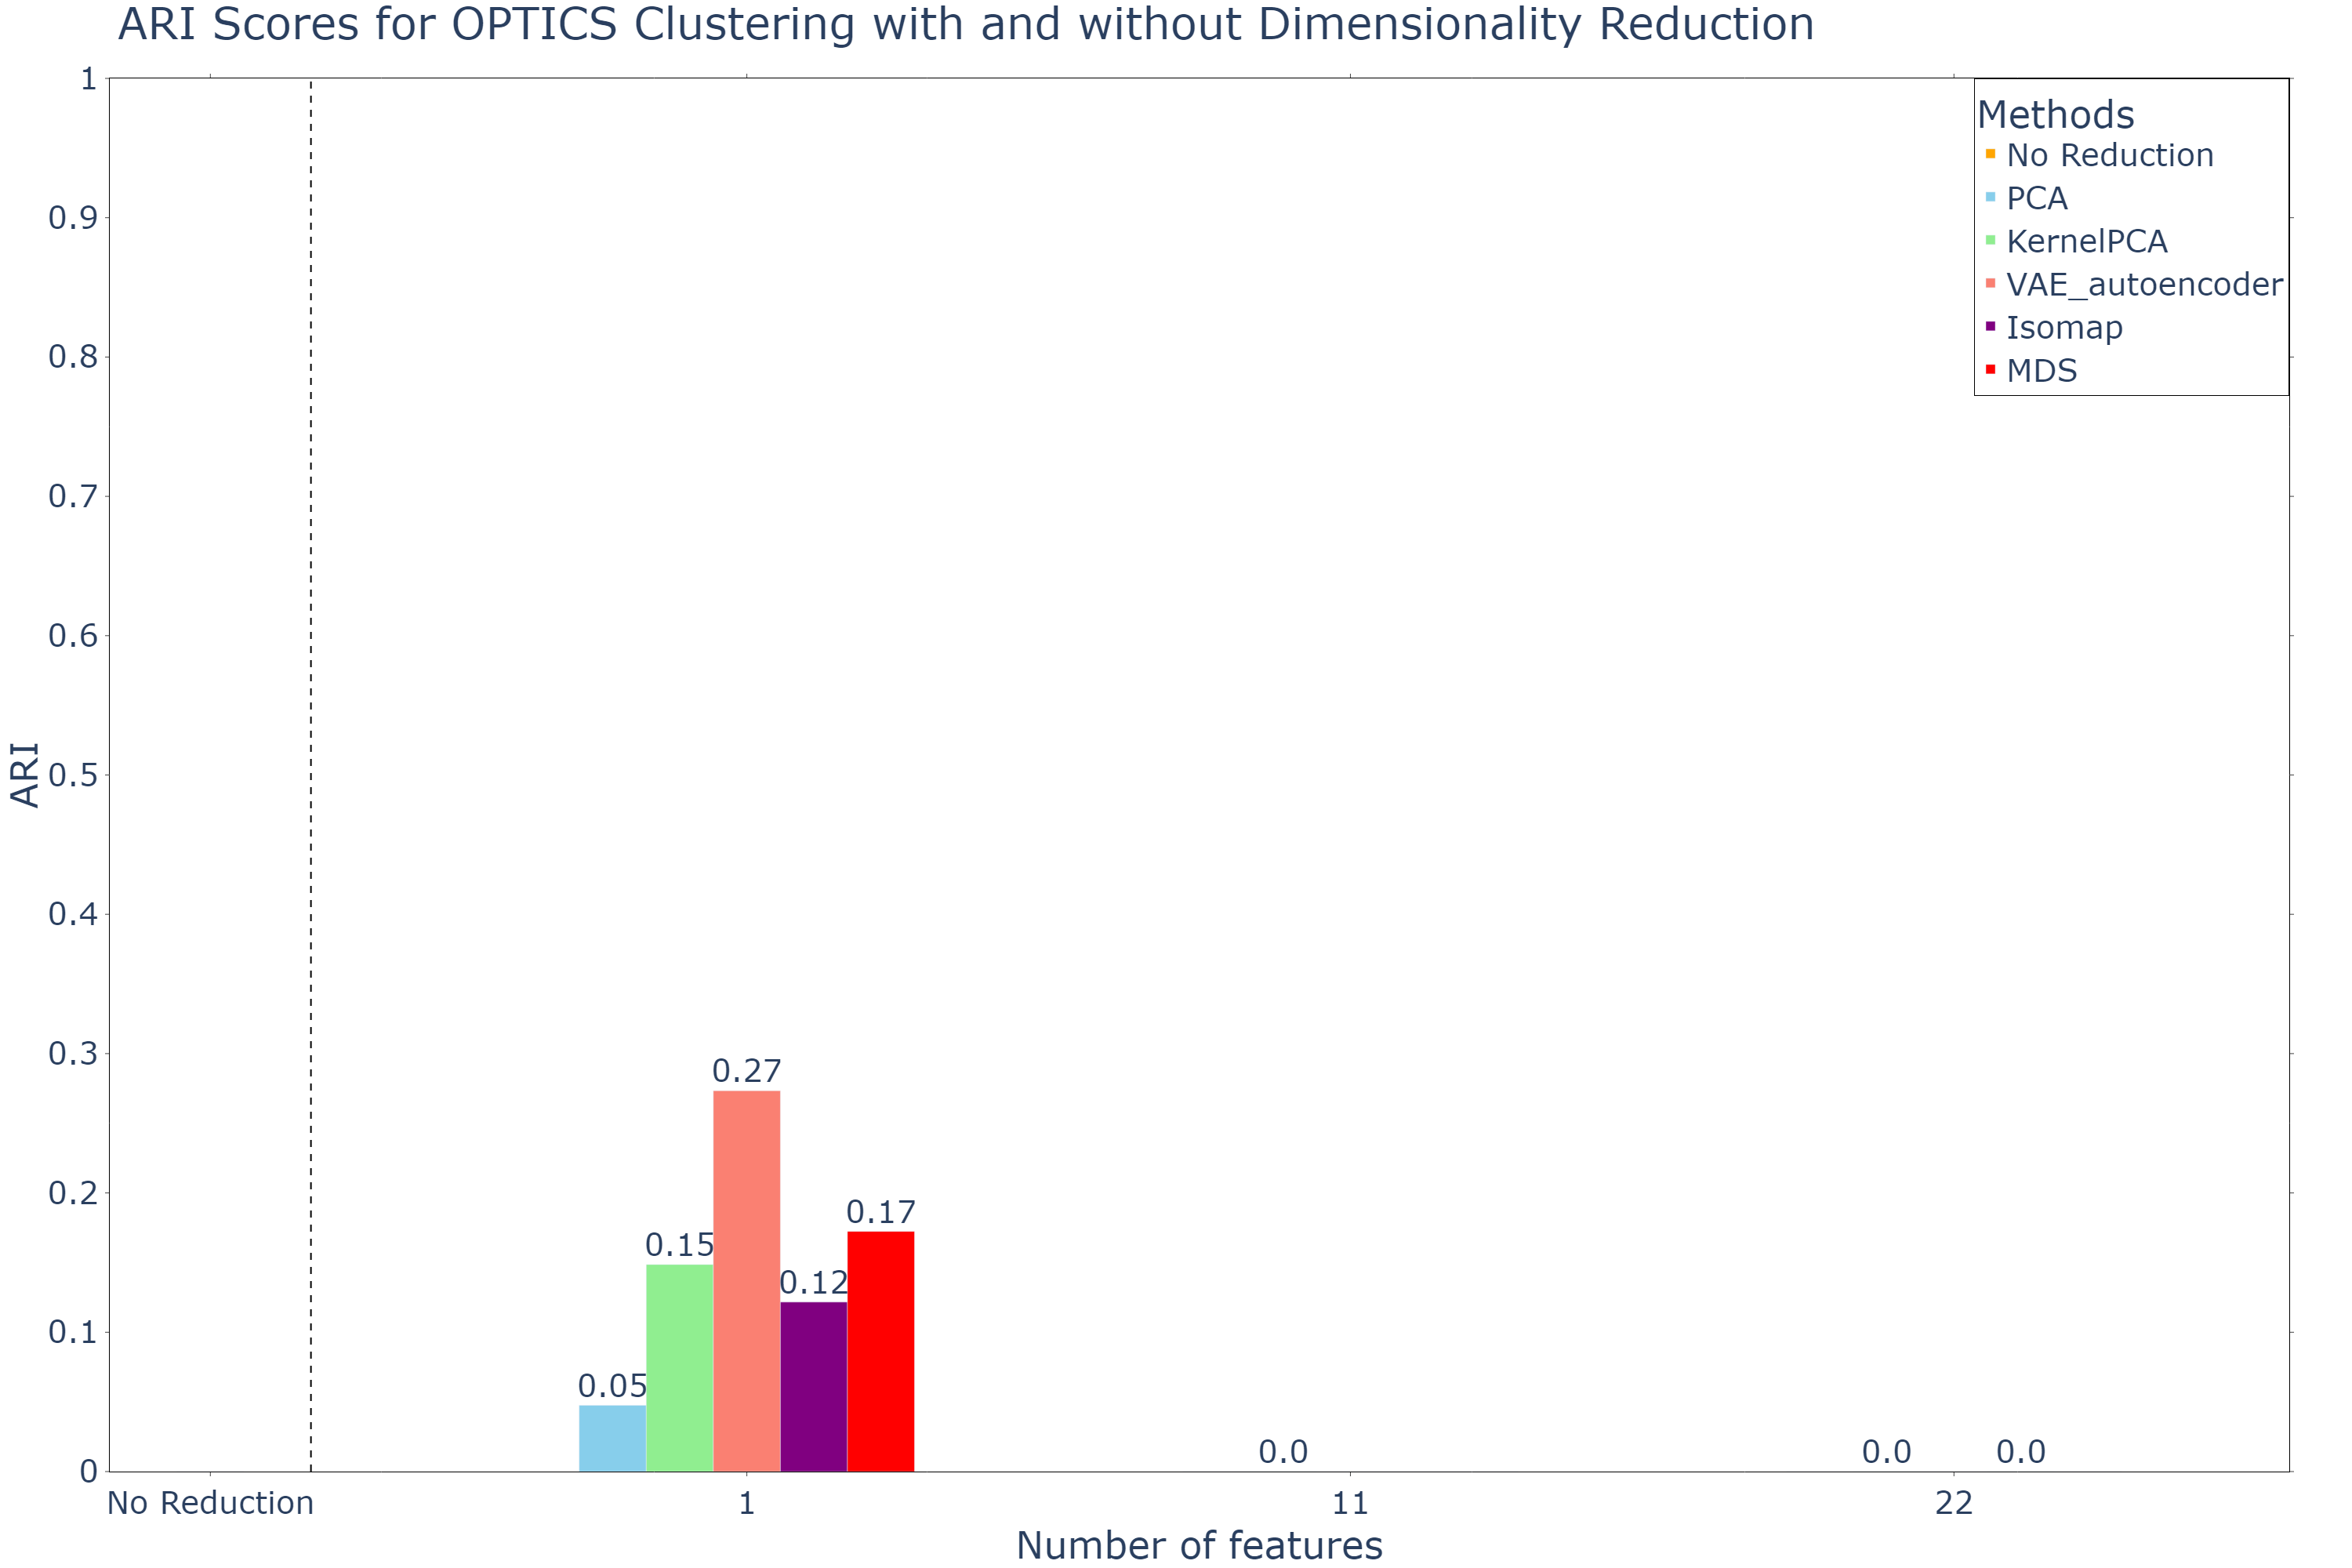 ARI Scores for OPTICS Clustering with and without Dimensionality Reduction
1
0.9
0.8
0.7
0.6
0.5
0.4
0.3
0.2
0.1
0
ARI
Methods
No Reduction
PCA
KernelPCA
VAE_autoencoder
Isomap
MDS
0.05
0.15
0.27
0.12
0.17
0.0
0.0
0.0
No Reduction
1
11
22
Number of features